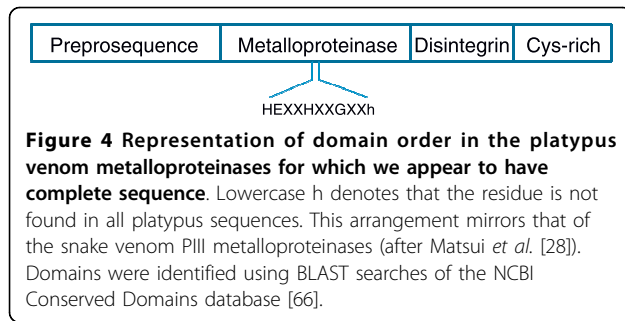 Preprosequence Metalloproteinase Disintegrin Cys-rich
HEXXHXXGXXh
Figure 4 Representation of domain order in the platypus
venom metalloproteinases for which we appear to have
complete sequence. Lowercase h denotes that the residue is not
found in all platypus sequences. This arrangement mirrors that of
the snake venom PIII metalloproteinases (after Matsui et al. [28]).
Domains were identified using BLAST searches of the NCBI
Conserved Domains database [66].